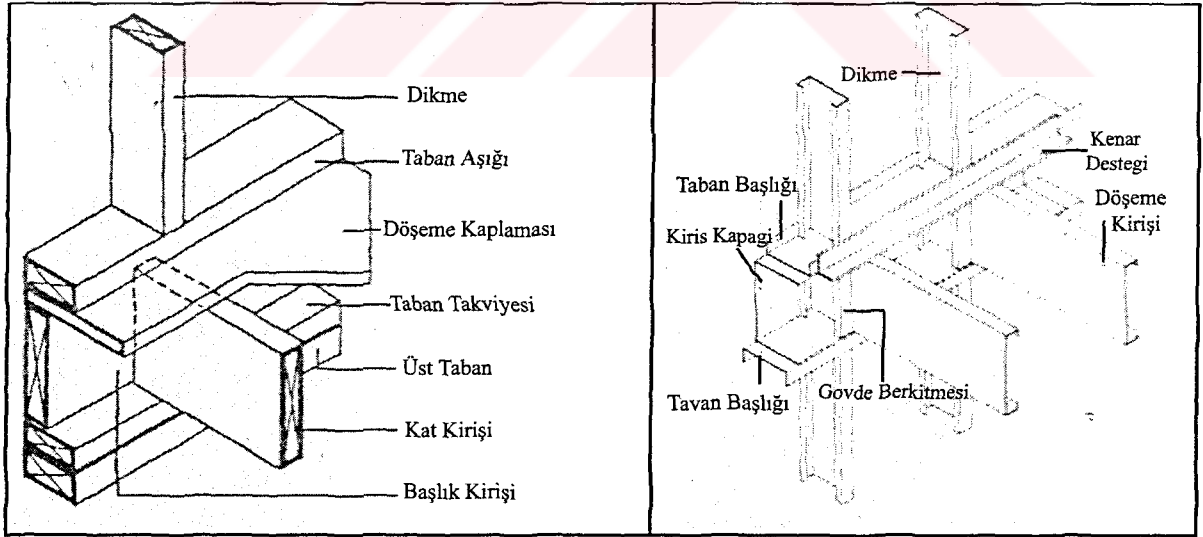 Dikme
Taban Aşığı
Döşeme Kaplaması
Taban Takviyesi
Üst Taban
Kat Kirişi
Başlık Kirişi
Dikme
Kenar
Destegi
Taban Başlığı
Döşeme
Kirişi
Kiris Kapagi
Govde Berkitmesi
Tavan Başlığı